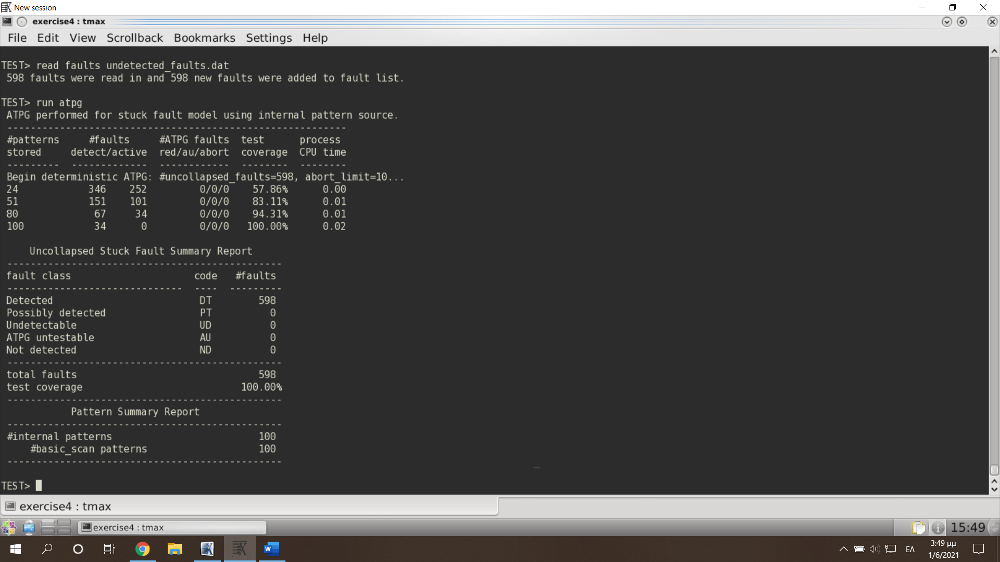 New session
exercise4 : tmax
File Edit View Scrollback Bookmarks Settings Help
TEST> read faults undetected_faults.dat
598 faults were read in and 598 new faults were added to fault list.
TEST> run atpg
ATPG performed for stuck fault model using internal pattern source.
----------------------------------------------------------
#patterns #faults #ATPG faults test process
stored detect/active red/au/abort coverage CPU time
--------- ------------- ------------ -------- --------
Begin deterministic ATPG: #uncollapsed_faults=598, abort_limit=10...
24 346 252 0/0/0 57.86% 0.00
51 151 101 0/0/0 83.11% 0.01
80 67 34 0/0/0 94.31% 0.01
100 34 0 0/0/0 100.00% 0.02
Uncollapsed Stuck Fault Summary Report
-----------------------------------------------
fault class code #faults
------------------------------ ---- ---------
Detected DT 598
Possibly detected PT 0
Undetectable UD 0
ATPG untestable AU 0
Not detected ND 0
-----------------------------------------------
total faults 598
test coverage 100.00%
-----------------------------------------------
Pattern Summary Report
-----------------------------------------------
#internal patterns 100
#basic_scan patterns 100
-----------------------------------------------
TEST>
exercise4 : tmax
exercise4 : tmax
15:49
ΕΛ
3:49 μμ
1/6/2021